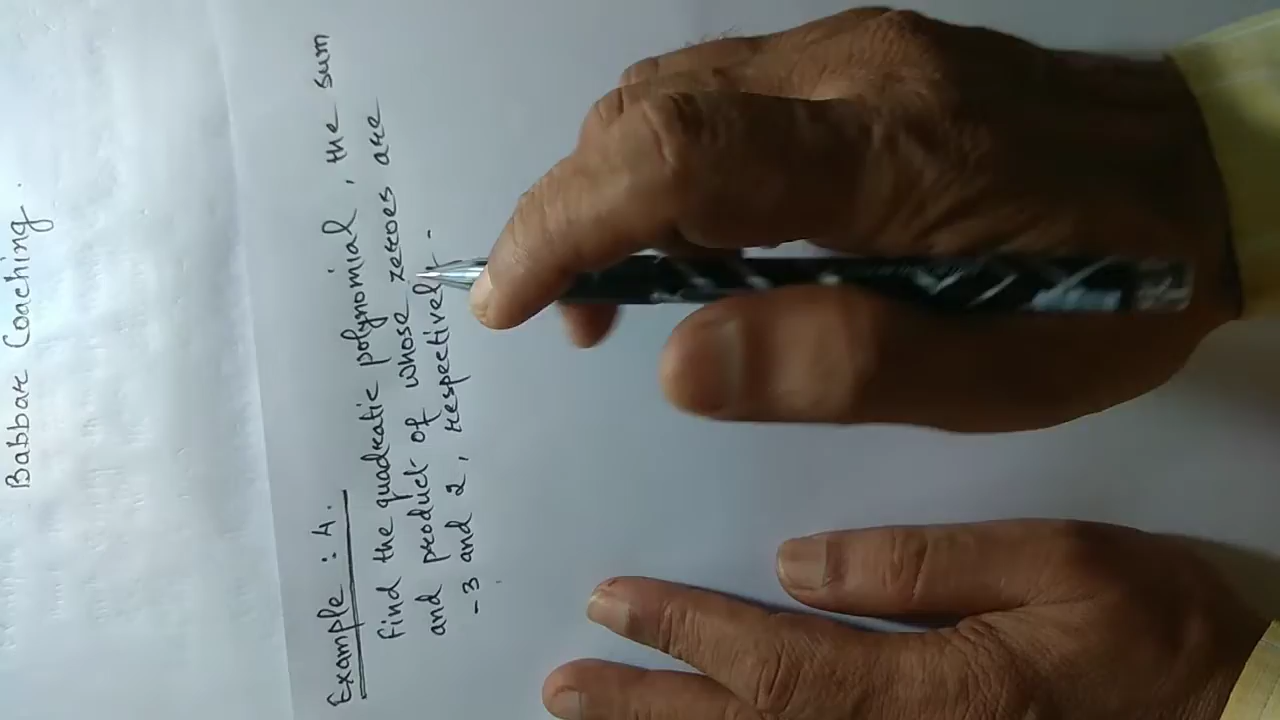 Babbar Coaching.
Example : 4.
Find the quadratic polynomial, the sum
and product of whose zeroes are
-3 and 2, respectively.